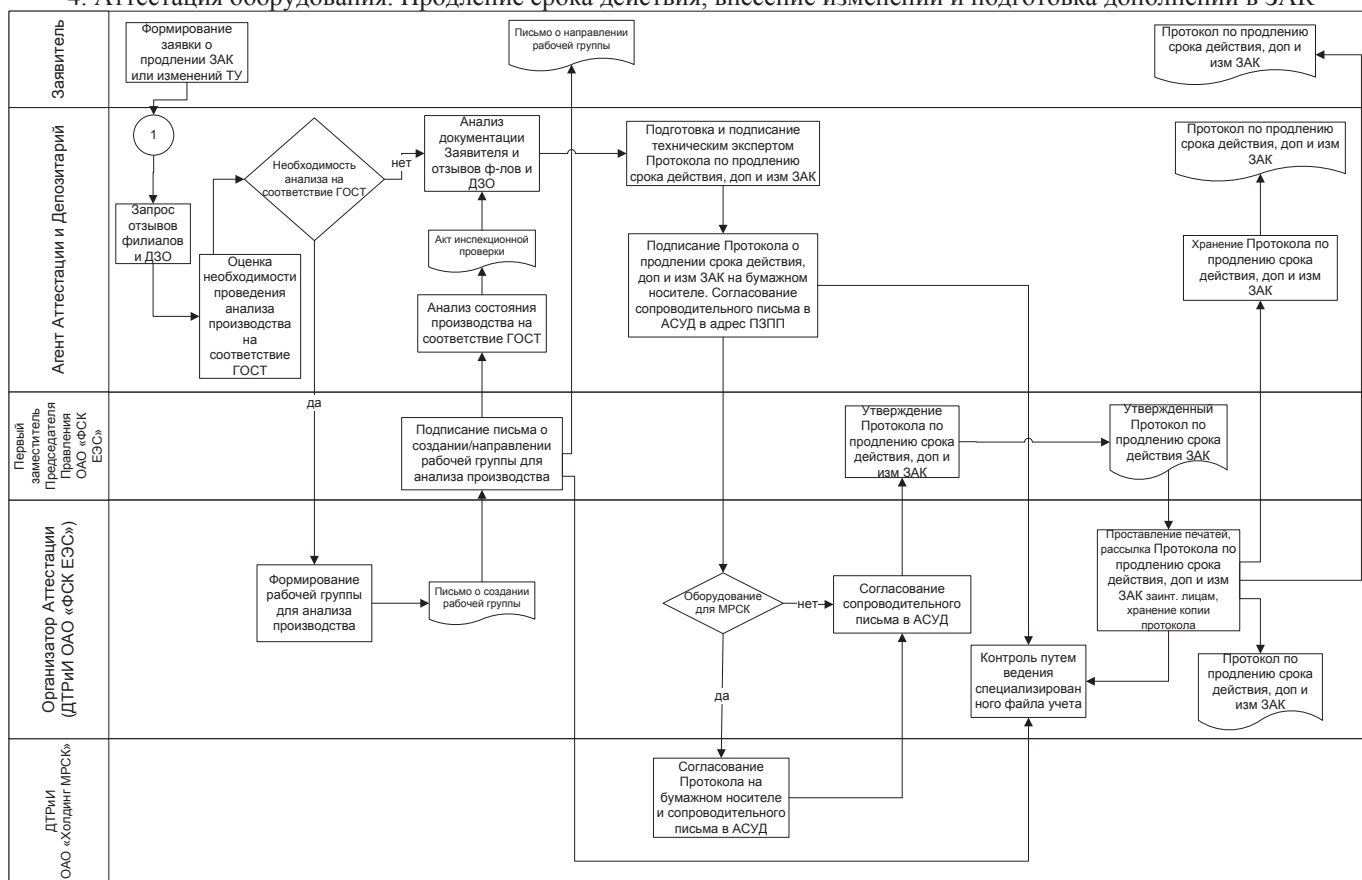 4. Аттестация оборудования. Продление срока действия, внесение изменений и подготовка дополнений в ЗАК
Заявитель
Формирование
заявки о
продлении ЗАК
или изменений ТУ
Письмо о направлении
рабочей группы
Протокол по продлению
срока действия, доп и
изм ЗАК
Агент Аттестации и Депозитарий
1
Запрос
отзывов
филиалов
и ДЗО
Оценка
необходимости
проведения
анализа
производства
на
соответствие
ГОСТ
Необходимость
анализа на
соответствие ГОСТ
нет
да
Анализ
документации
Заявителя и
отзывов ф-лов и
ДЗО
Акт инспекционной
проверки
Анализ состояния
производства на
соответствие ГОСТ
Подготовка и подписание
техническим экспертом
Протокола по продлению
срока действия, доп и изм ЗАК
Подписание Протокола о
продлении срока действия,
доп и изм ЗАК на бумажном
носителе. Согласование
сопроводительного письма в
АСУД в адрес ПЗПП
Протокол по продлению
срока действия, доп и
изм ЗАК
Хранение Протокола по
продлению срока
действия, доп и изм
ЗАК
Первый
заместитель
Председателя
Правления
ОАО «ФСК
ЕЭС»
Подписание письма о
создании/направлении
рабочей группы для
анализа производства
Утверждение
Протокола по
продлению срока
действия, доп и
изм ЗАК
Утвержденный
Протокол по
продлению срока
действия ЗАК
Организатор Аттестации
(ДТРиИ ОАО «ФСК ЕЭС»)
Формирование
рабочей группы
для анализа
производства
Письмо о создании
рабочей группы
Оборудование
для МРСК
нет
да
Согласование
сопроводительного
письма в АСУД
Контроль путем
ведения
специализирован
ного файла учета
Проставление печатей,
рассылка Протокола по
продлению срока
действия, доп и изм
ЗАК заинт. лицам,
хранение копии
протокола
Протокол по
продлению срока
действия, доп и
изм ЗАК
ДТРиИ
ОАО «Холдинг МРСК»
Согласование
Протокола на
бумажном носителе
и сопроводительного
письма в АСУД